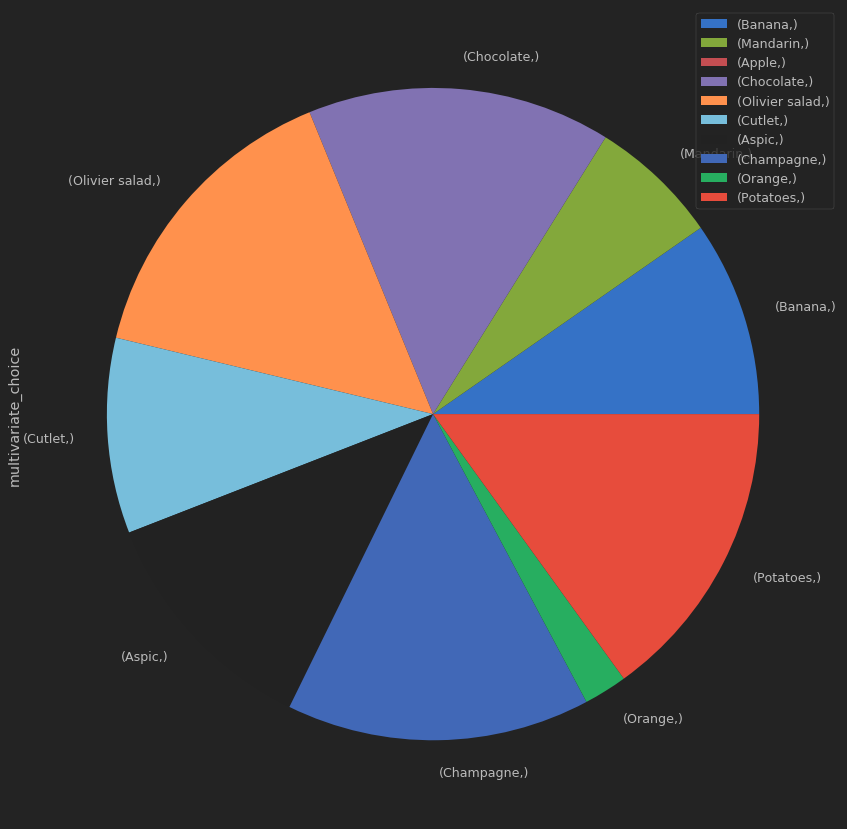 (Banana,)
(Mandarin,)
(Apple,)
(Chocolate,)
(Olivier salad,)
(Cutlet,)
(Aspic,)
(Champagne,)
(Orange,)
(Potatoes,)
(Chocolate,)
(Mandarin,)
(Olivier salad,)
(Banana,)
multivariate_choice
(Cutlet,)
(Potatoes,)
(Aspic,)
(Orange,)
(Champagne,)